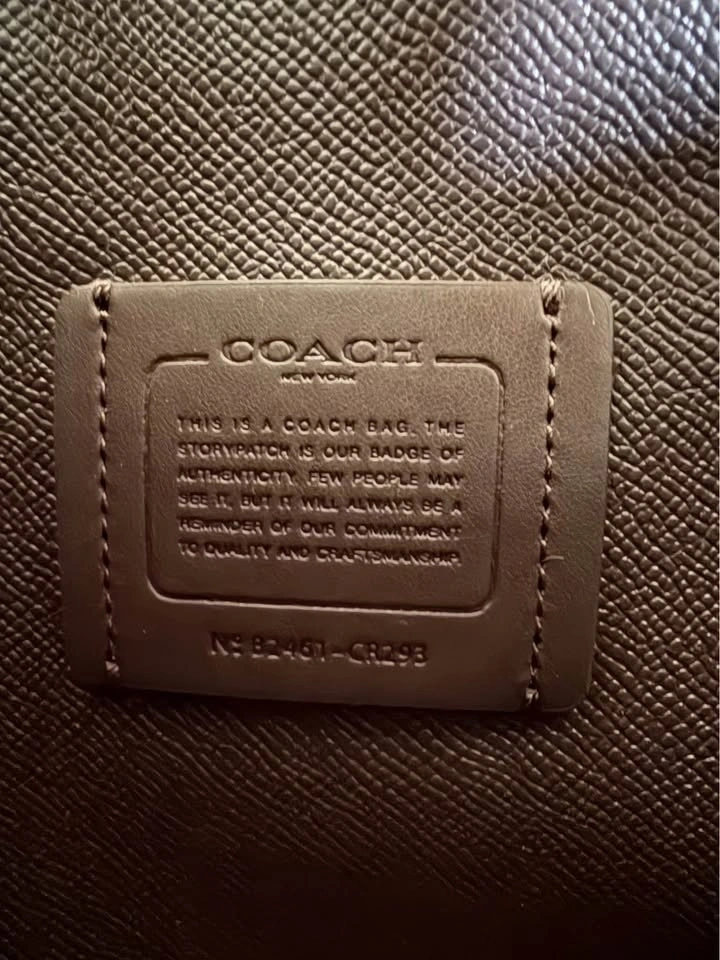 COACH
NEW YORK
THIS IS A COACH BAG. THE
STORYPATCH IS OUR BADGE OF
AUTHENTICITY. FEW PEOPLE MAY
SEE IT, BUT IT WILL ALWAYS BE A
REMINDER OF OUR COMMITMENT
TO QUALITY AND CRAFTSMANSHIP.
Nº B2461-CR293